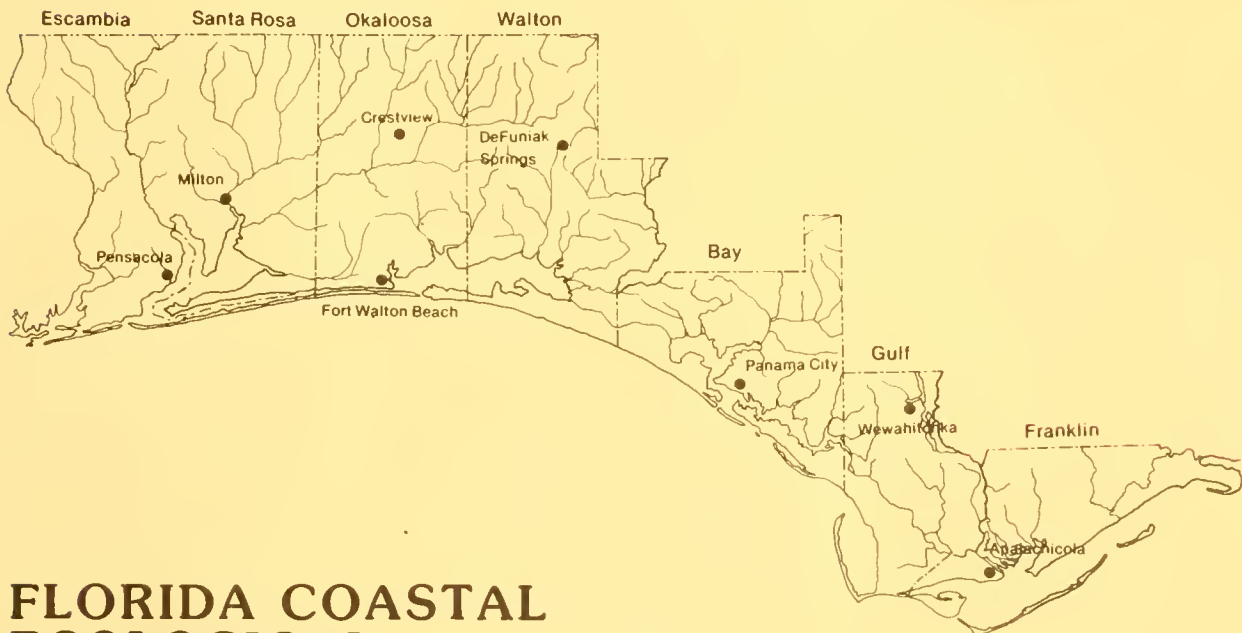 Escambia
Santa Rosa
Okaloosa
Walton
Crestview
DeFuniak
Springs
Milton
Pensacola
Fort Walton Beach
Bay
Panama City
Gulf
Wewahitchka
Franklin
Apalachicola
FLORIDA COASTAL